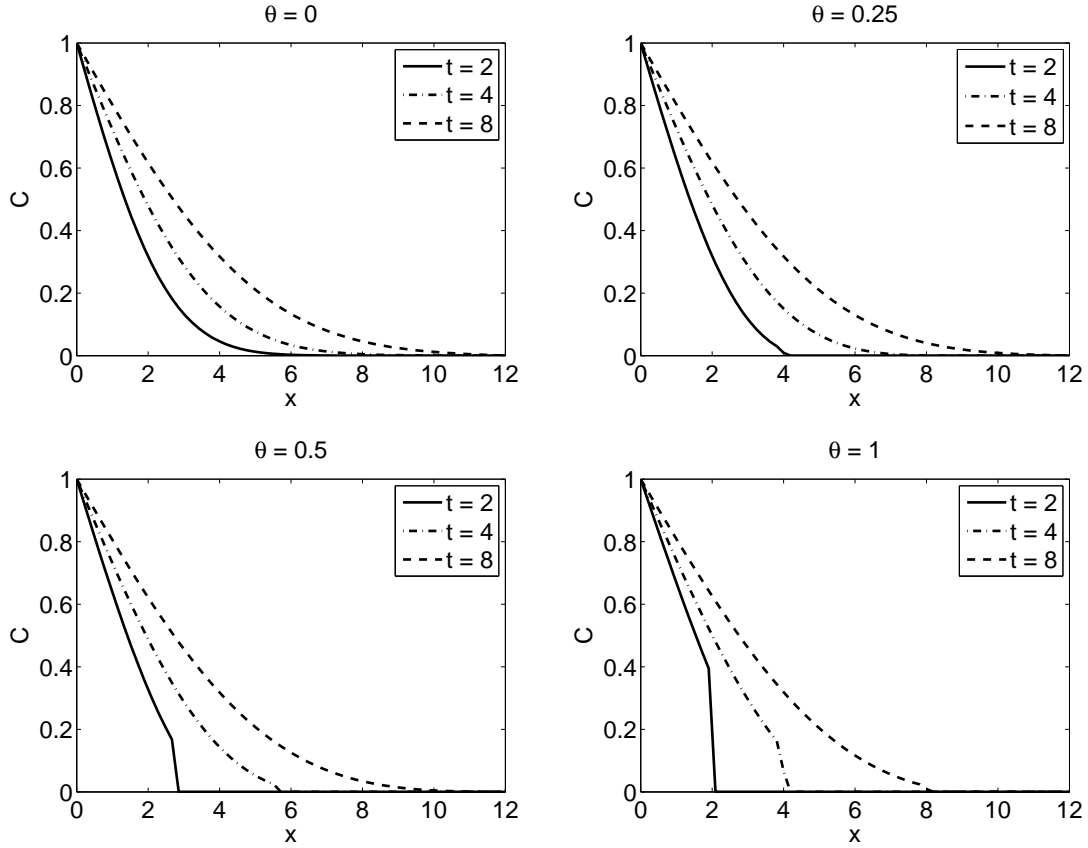 θ = 0
1
0.8
0.6
0.4
0.2
0
C
0 2 4 6 8 10 12
x
t = 2
t = 4
t = 8
θ = 0.25
1
0.8
0.6
0.4
0.2
0
C
0 2 4 6 8 10 12
x
t = 2
t = 4
t = 8
θ = 0.5
1
0.8
0.6
0.4
0.2
0
C
0 2 4 6 8 10 12
x
t = 2
t = 4
t = 8
θ = 1
1
0.8
0.6
0.4
0.2
0
C
0 2 4 6 8 10 12
x
t = 2
t = 4
t = 8